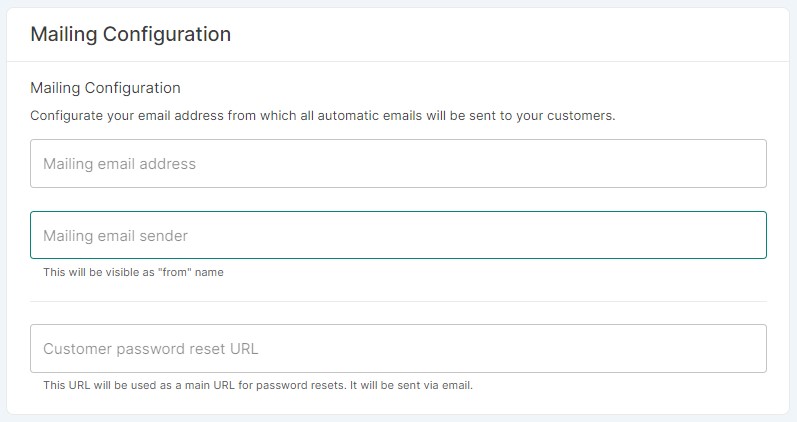 Mailing Configuration
Mailing Configuration
Configurate your email address from which all automatic emails will be sent to your customers.
Mailing email address
Mailing email sender
This will be visible as "from" name
Customer password reset URL
This URL will be used as a main URL for password resets. It will be sent via email.